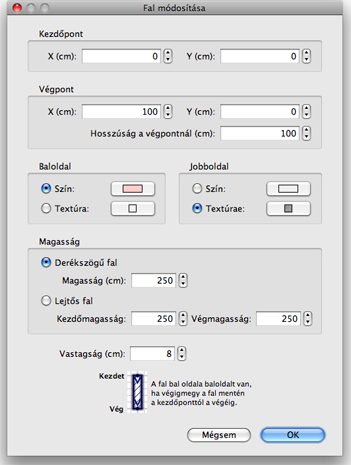 Fal módosítása
Kezdőpont
X (cm): 0 Y (cm): 0
Végpont
X (cm): 100 Y (cm): 0
Hosszúság a végpontnál (cm): 100
Baloldal Jobboldal
Szín: Szín:
Textúra: Textúrae:
Magasság
Derékszögű fal
Magasság (cm): 250
Lejtős fal
Kezdőmagasság: 250 Végmagasság: 250
Vastagság (cm): 8
Kezdet
A fal bal oldala baloldalt van,
ha végigmegy a fal mentén
a kezdőponttól a végéig.
Vég
Mégsem OK